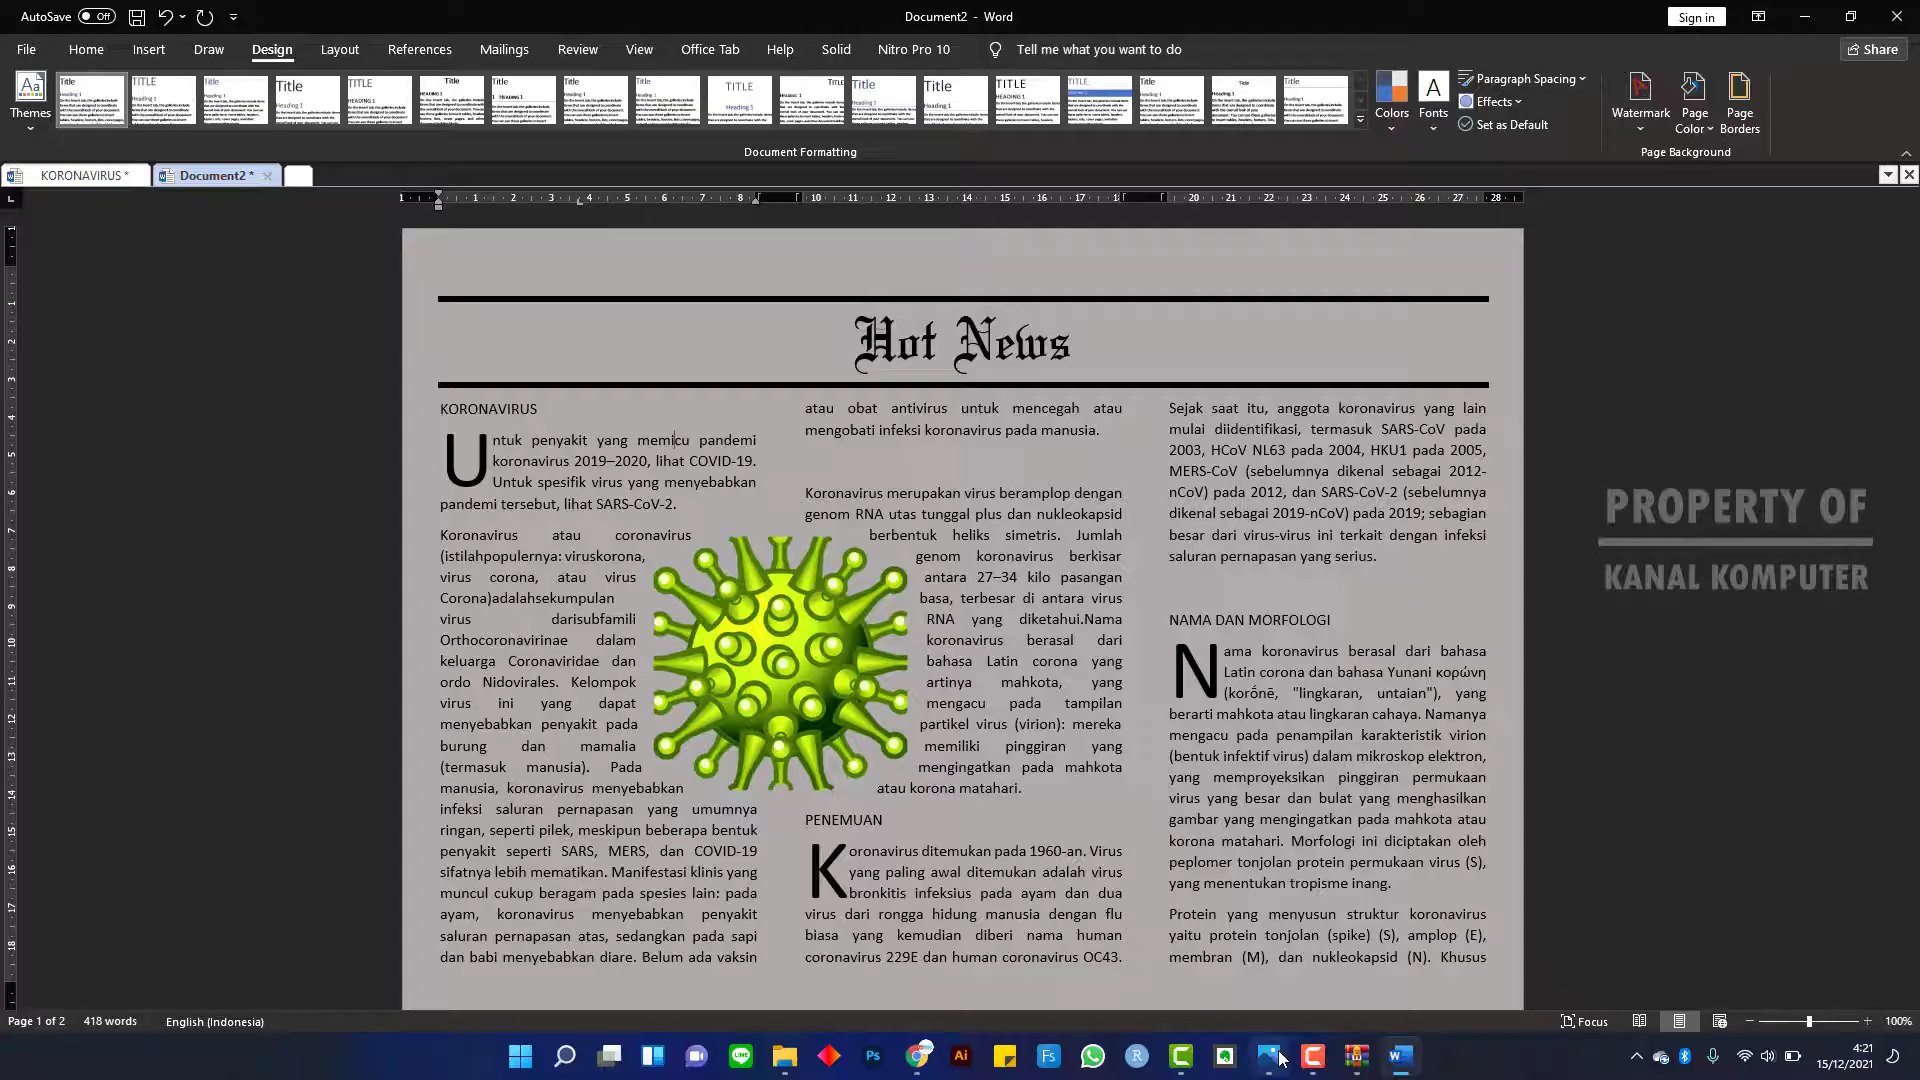 AutoSave Off
Document2 - Word
Sign in
File Home Insert Draw Design Layout References Mailings Review View Office Tab Help Solid Nitro Pro 10 Tell me what you want to do
Share
Themes
Colors
Fonts
Paragraph Spacing
Effects
Set as Default
Watermark
Page Color
Page Borders
Document Formatting
Page Background
KORONAVIRUS *
Document2 *
Hot News
KORONAVIRUS
Untuk penyakit yang memicu pandemi
koronavirus 2019–2020, lihat COVID-19.
Untuk spesifik virus yang menyebabkan
pandemi tersebut, lihat SARS-CoV-2.
Koronavirus atau coronavirus
(istilahpopulernya: viruskorona,
virus corona, atau virus
Corona)adalahsekumpulan
virus darisubfamili
Orthocoronavirinae dalam
keluarga Coronaviridae dan
ordo Nidovirales. Kelompok
virus ini yang dapat
menyebabkan penyakit pada
burung dan mamalia
(termasuk manusia). Pada
manusia, koronavirus menyebabkan
infeksi saluran pernapasan yang umumnya
ringan, seperti pilek, meskipun beberapa bentuk
penyakit seperti SARS, MERS, dan COVID-19
sifatnya lebih mematikan. Manifestasi klinis yang
muncul cukup beragam pada spesies lain: pada
ayam, koronavirus menyebabkan penyakit
saluran pernapasan atas, sedangkan pada sapi
dan babi menyebabkan diare. Belum ada vaksin
atau obat antivirus untuk mencegah atau
mengobati infeksi koronavirus pada manusia.
Koronavirus merupakan virus beramplop dengan
genom RNA utas tunggal plus dan nukleokapsid
berbentuk heliks simetris. Jumlah
genom koronavirus berkisar
antara 27–34 kilo pasangan
basa, terbesar di antara virus
RNA yang diketahui.Nama
koronavirus berasal dari
bahasa Latin corona yang
artinya mahkota, yang
mengacu pada tampilan
partikel virus (virion): mereka
memiliki pinggiran yang
mengingatkan pada mahkota
atau korona matahari.
PENEMUAN
Koronavirus ditemukan pada 1960-an. Virus
yang paling awal ditemukan adalah virus
bronkitis infeksius pada ayam dan dua
virus dari rongga hidung manusia dengan flu
biasa yang kemudian diberi nama human
coronavirus 229E dan human coronavirus OC43.
Sejak saat itu, anggota koronavirus yang lain
mulai diidentifikasi, termasuk SARS-CoV pada
2003, HCoV NL63 pada 2004, HKU1 pada 2005,
MERS-CoV (sebelumnya dikenal sebagai 2012-
nCoV) pada 2012, dan SARS-CoV-2 (sebelumnya
dikenal sebagai 2019-nCoV) pada 2019; sebagian
besar dari virus-virus ini terkait dengan infeksi
saluran pernapasan yang serius.
NAMA DAN MORFOLOGI
Nama koronavirus berasal dari bahasa
Latin corona dan bahasa Yunani κορώνη
(korṓnē, "lingkaran, untaian"), yang
berarti mahkota atau lingkaran cahaya. Namanya
mengacu pada penampilan karakteristik virion
(bentuk infektif virus) dalam mikroskop elektron,
yang memproyeksikan pinggiran permukaan
virus yang besar dan bulat yang menghasilkan
gambar yang mengingatkan pada mahkota atau
korona matahari. Morfologi ini diciptakan oleh
peplomer tonjolan protein permukaan virus (S),
yang menentukan tropisme inang.
Protein yang menyusun struktur koronavirus
yaitu protein tonjolan (spike) (S), amplop (E),
membran (M), dan nukleokapsid (N). Khusus
PROPERTY OF
KANAL KOMPUTER
Page 1 of 2 418 words English (Indonesia)
Focus
100%
4:21
15/12/2021